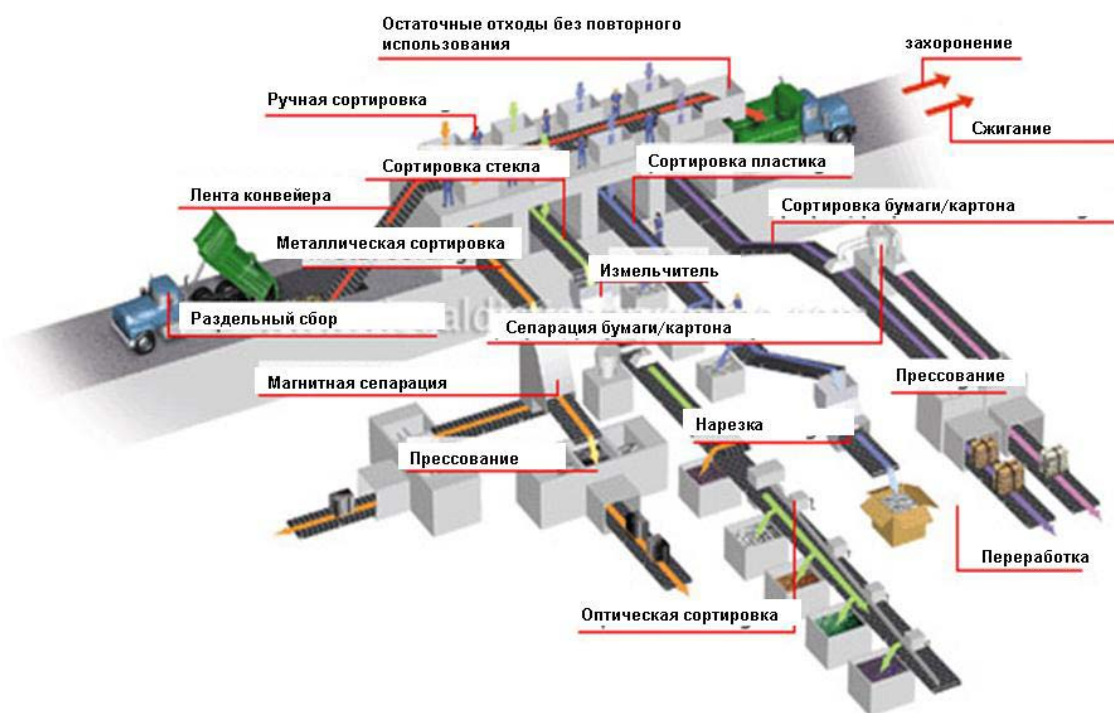 Остаточные отходы без повторного
использования
захоронение
Ручная сортировка
Сжигание
Сортировка стекла
Сортировка пластика
Лента конвейера
Сортировка бумаги/картона
Металлическая сортировка
Измельчитель
Раздельный сбор
Сепарация бумаги/картона
Магнитная сепарация
Прессование
Нарезка
Прессование
Переработка
Оптическая сортировка